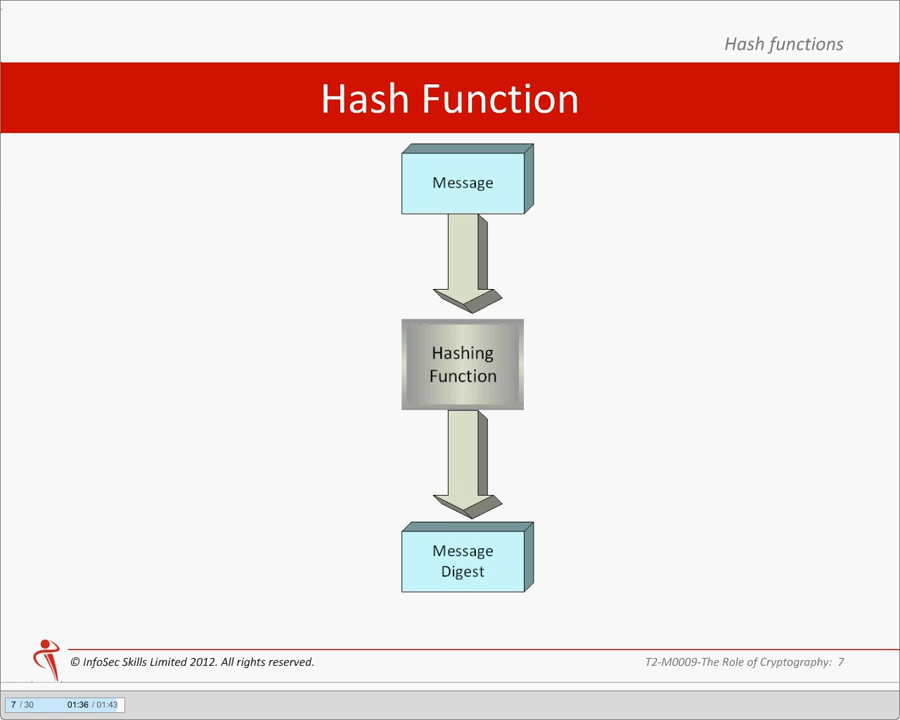 Hash functions
Hash Function
Message
Hashing
Function
Message
Digest
© InfoSec Skills Limited 2012. All rights reserved.
T2-M0009-The Role of Cryptography: 7
7 / 30 01:36 / 01:43